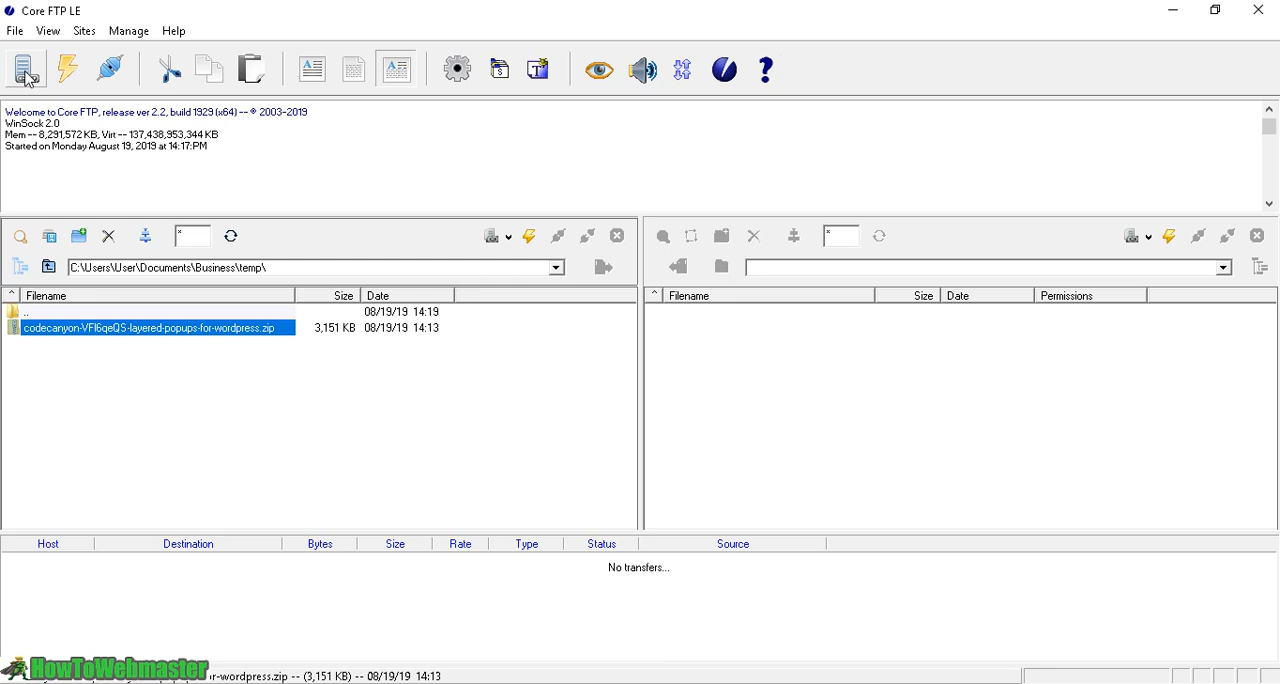 Core FTP LE
File View Sites Manage Help
Welcome to Core FTP, release ver 2.2, build 1929 (x64) -- © 2003-2019
WinSock 2.0
Mem -- 8,291,572 KB, Virt -- 137,438,953,344 KB
Started on Monday August 19, 2019 at 14:17:PM
C:\Users\User\Documents\Business\temp\
^ Filename Size Date
^ Filename Size Date Permissions
.. 08/19/19 14:19
codecanyon-VFI6qeQS-layered-popups-for-wordpress.zip 3,151 KB 08/19/19 14:13
Host Destination Bytes Size Rate Type Status Source
No transfers...
HowToWebmaster
r-wordpress.zip -- (3,151 KB) -- 08/19/19 14:13